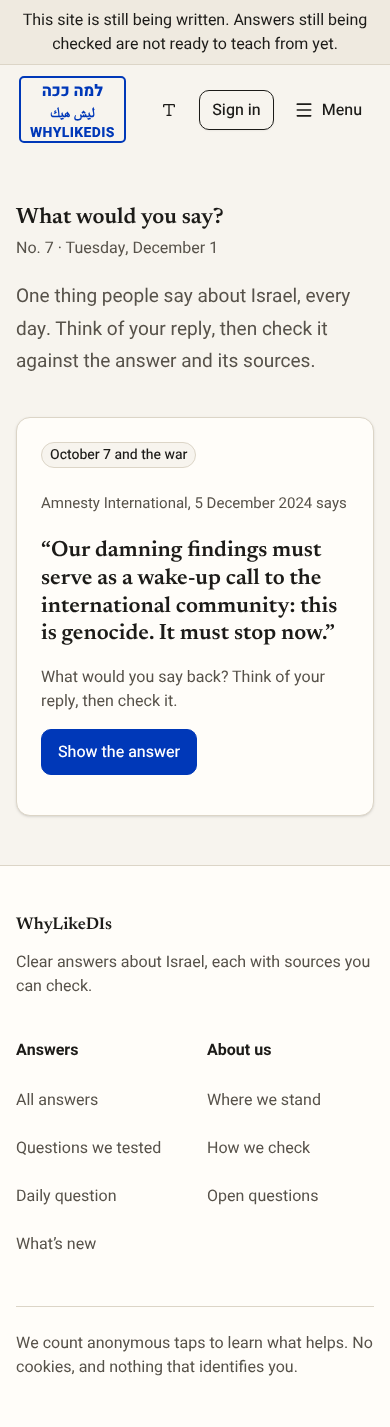 This site is still being written. Answers still being
checked are not ready to teach from yet.
למה ככה
ليش هيك
WHYLIKEDIS
T
Sign in
Menu
What would you say?
No. 7 · Tuesday, December 1
One thing people say about Israel, every
day. Think of your reply, then check it
against the answer and its sources.
October 7 and the war
Amnesty International, 5 December 2024 says
“Our damning findings must
serve as a wake-up call to the
international community: this
is genocide. It must stop now.”
What would you say back? Think of your
reply, then check it.
Show the answer
WhyLikeDIs
Clear answers about Israel, each with sources you
can check.
Answers
About us
All answers
Where we stand
Questions we tested
How we check
Daily question
Open questions
What’s new
We count anonymous taps to learn what helps. No
cookies, and nothing that identifies you.